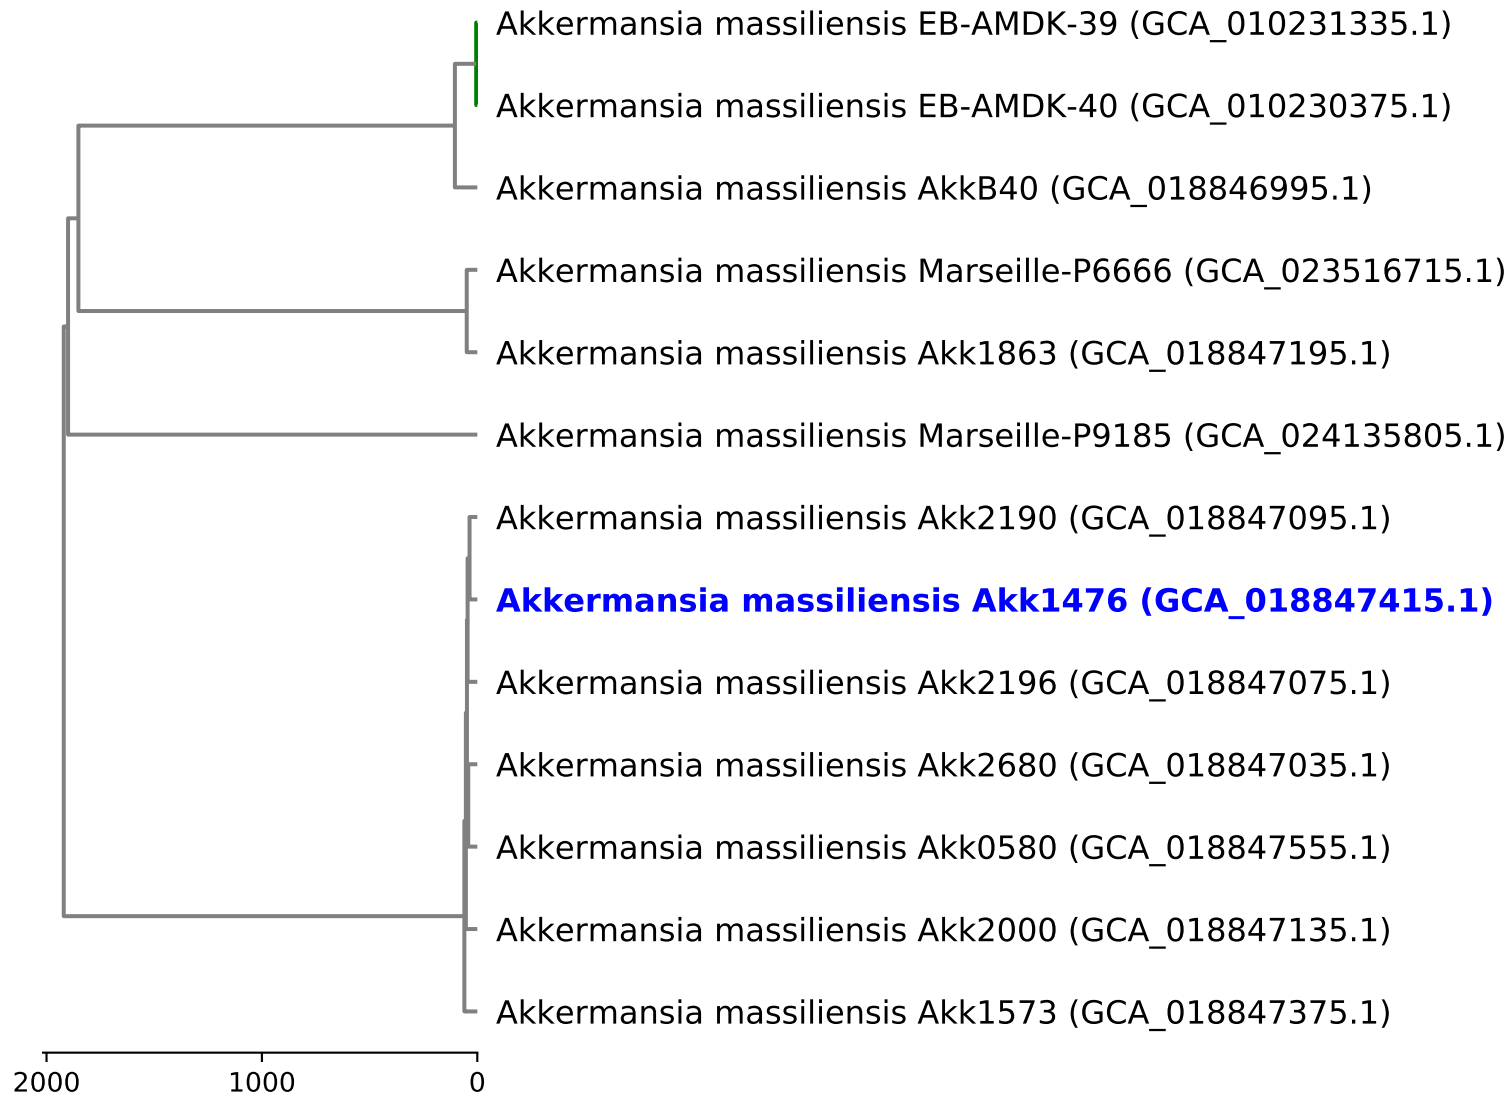 Akkermansia massiliensis EB-AMDK-39 (GCA_010231335.1)
Akkermansia massiliensis EB-AMDK-40 (GCA_010230375.1)
Akkermansia massiliensis AkkB40 (GCA_018846995.1)
Akkermansia massiliensis Marseille-P6666 (GCA_023516715.1)
Akkermansia massiliensis Akk1863 (GCA_018847195.1)
Akkermansia massiliensis Marseille-P9185 (GCA_024135805.1)
Akkermansia massiliensis Akk2190 (GCA_018847095.1)
Akkermansia massiliensis Akk1476 (GCA_018847415.1)
Akkermansia massiliensis Akk2196 (GCA_018847075.1)
Akkermansia massiliensis Akk2680 (GCA_018847035.1)
Akkermansia massiliensis Akk0580 (GCA_018847555.1)
Akkermansia massiliensis Akk2000 (GCA_018847135.1)
Akkermansia massiliensis Akk1573 (GCA_018847375.1)
2000 1000 0